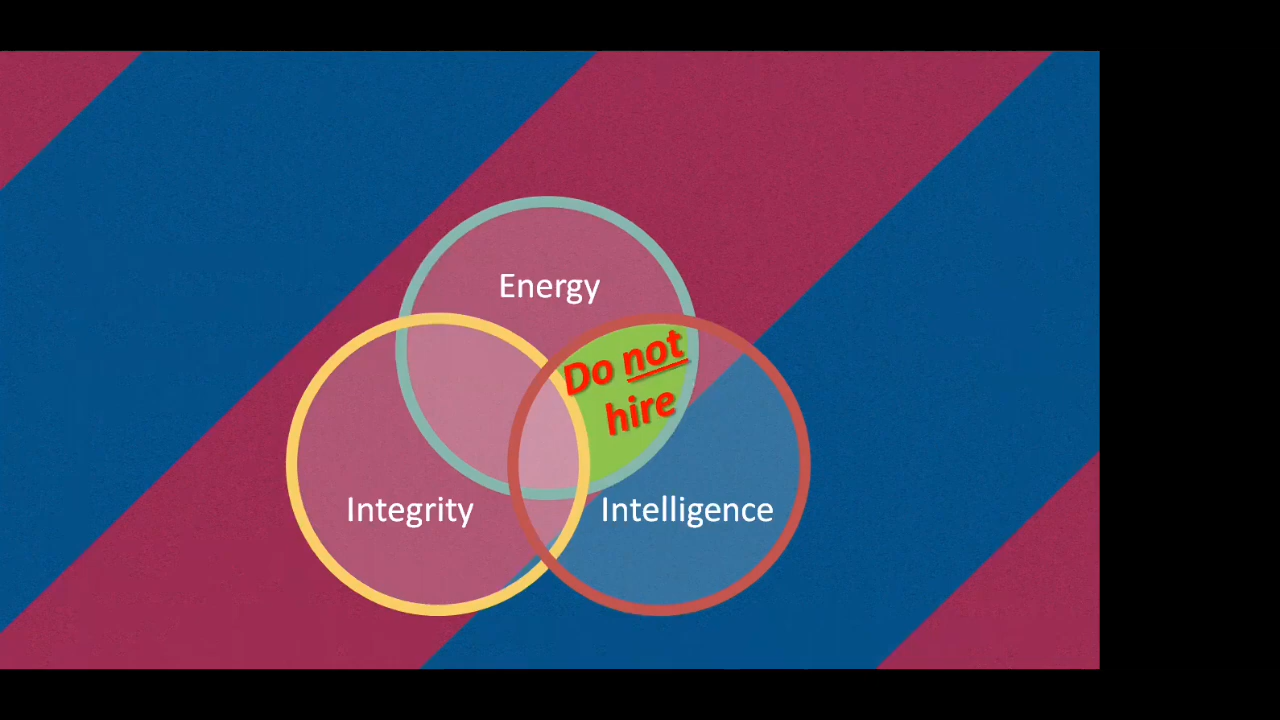 Energy
Do not
hire
Integrity
Intelligence